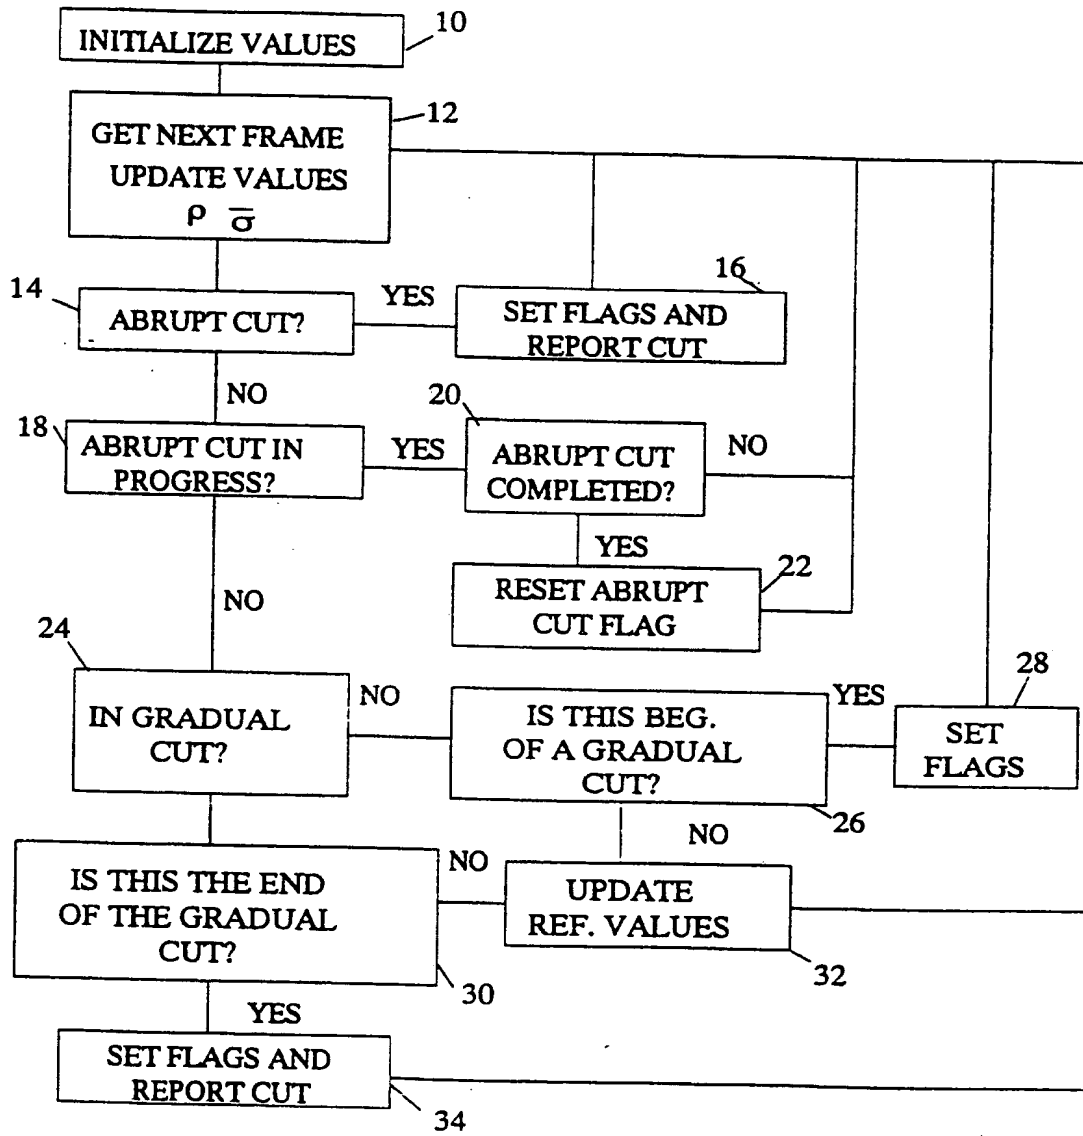 INITIALIZE VALUES
10
GET NEXT FRAME
UPDATE VALUES
ρ σ̅
12
14
ABRUPT CUT?
YES
16
SET FLAGS AND
REPORT CUT
NO
18
ABRUPT CUT IN
PROGRESS?
YES
20
ABRUPT CUT
COMPLETED?
NO
YES
RESET ABRUPT
CUT FLAG
22
NO
24
IN GRADUAL
CUT?
NO
IS THIS BEG.
OF A GRADUAL
CUT?
26
YES
28
SET
FLAGS
NO
IS THIS THE END
OF THE GRADUAL
CUT?
30
NO
UPDATE
REF. VALUES
32
YES
SET FLAGS AND
REPORT CUT
34